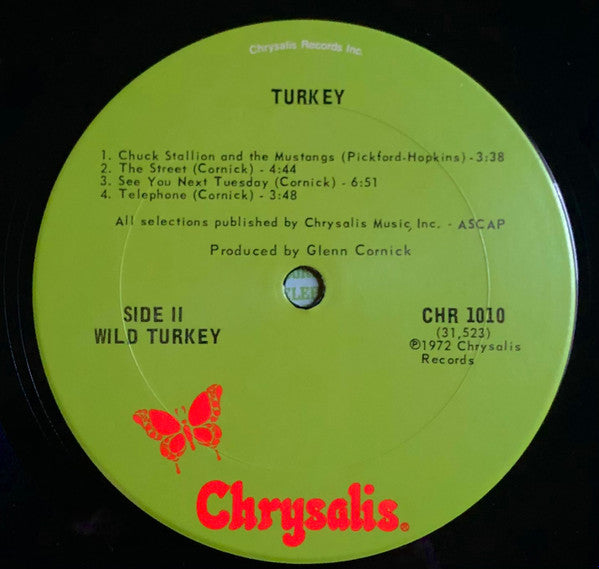 Chrysalis Records Inc.
TURKEY
1. Chuck Stallion and the Mustangs (Pickford-Hopkins) - 3:38
2. The Street (Cornick) - 4:44
3. See You Next Tuesday (Cornick) - 6:51
4. Telephone (Cornick) - 3:48
All selections published by Chrysalis Music, Inc. - ASCAP
Produced by Glenn Cornick
SIDE II
WILD TURKEY
CHR 1010
(31,523)
℗1972 Chrysalis
Records
Chrysalis®